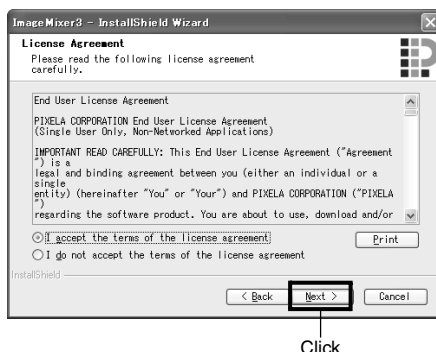 ImageMixer3 - InstallShield Wizard
License Agreement
Please read the following license agreement
carefully.
End User License Agreement
PIXELA CORPORATION End User License Agreement
(Single User Only, Non-Networked Applications)
IMPORTANT READ CAREFULLY: This End User License Agreement ("Agreement
") is a
legal and binding agreement between you (either an individual or a
single
entity) (hereinafter "You" or "Your") and PIXELA CORPORATION ("PIXELA
")
regarding the software product. You are about to use, download and/or
I accept the terms of the license agreement
Print
I do not accept the terms of the license agreement
InstallShield
< Back Next > Cancel
Click